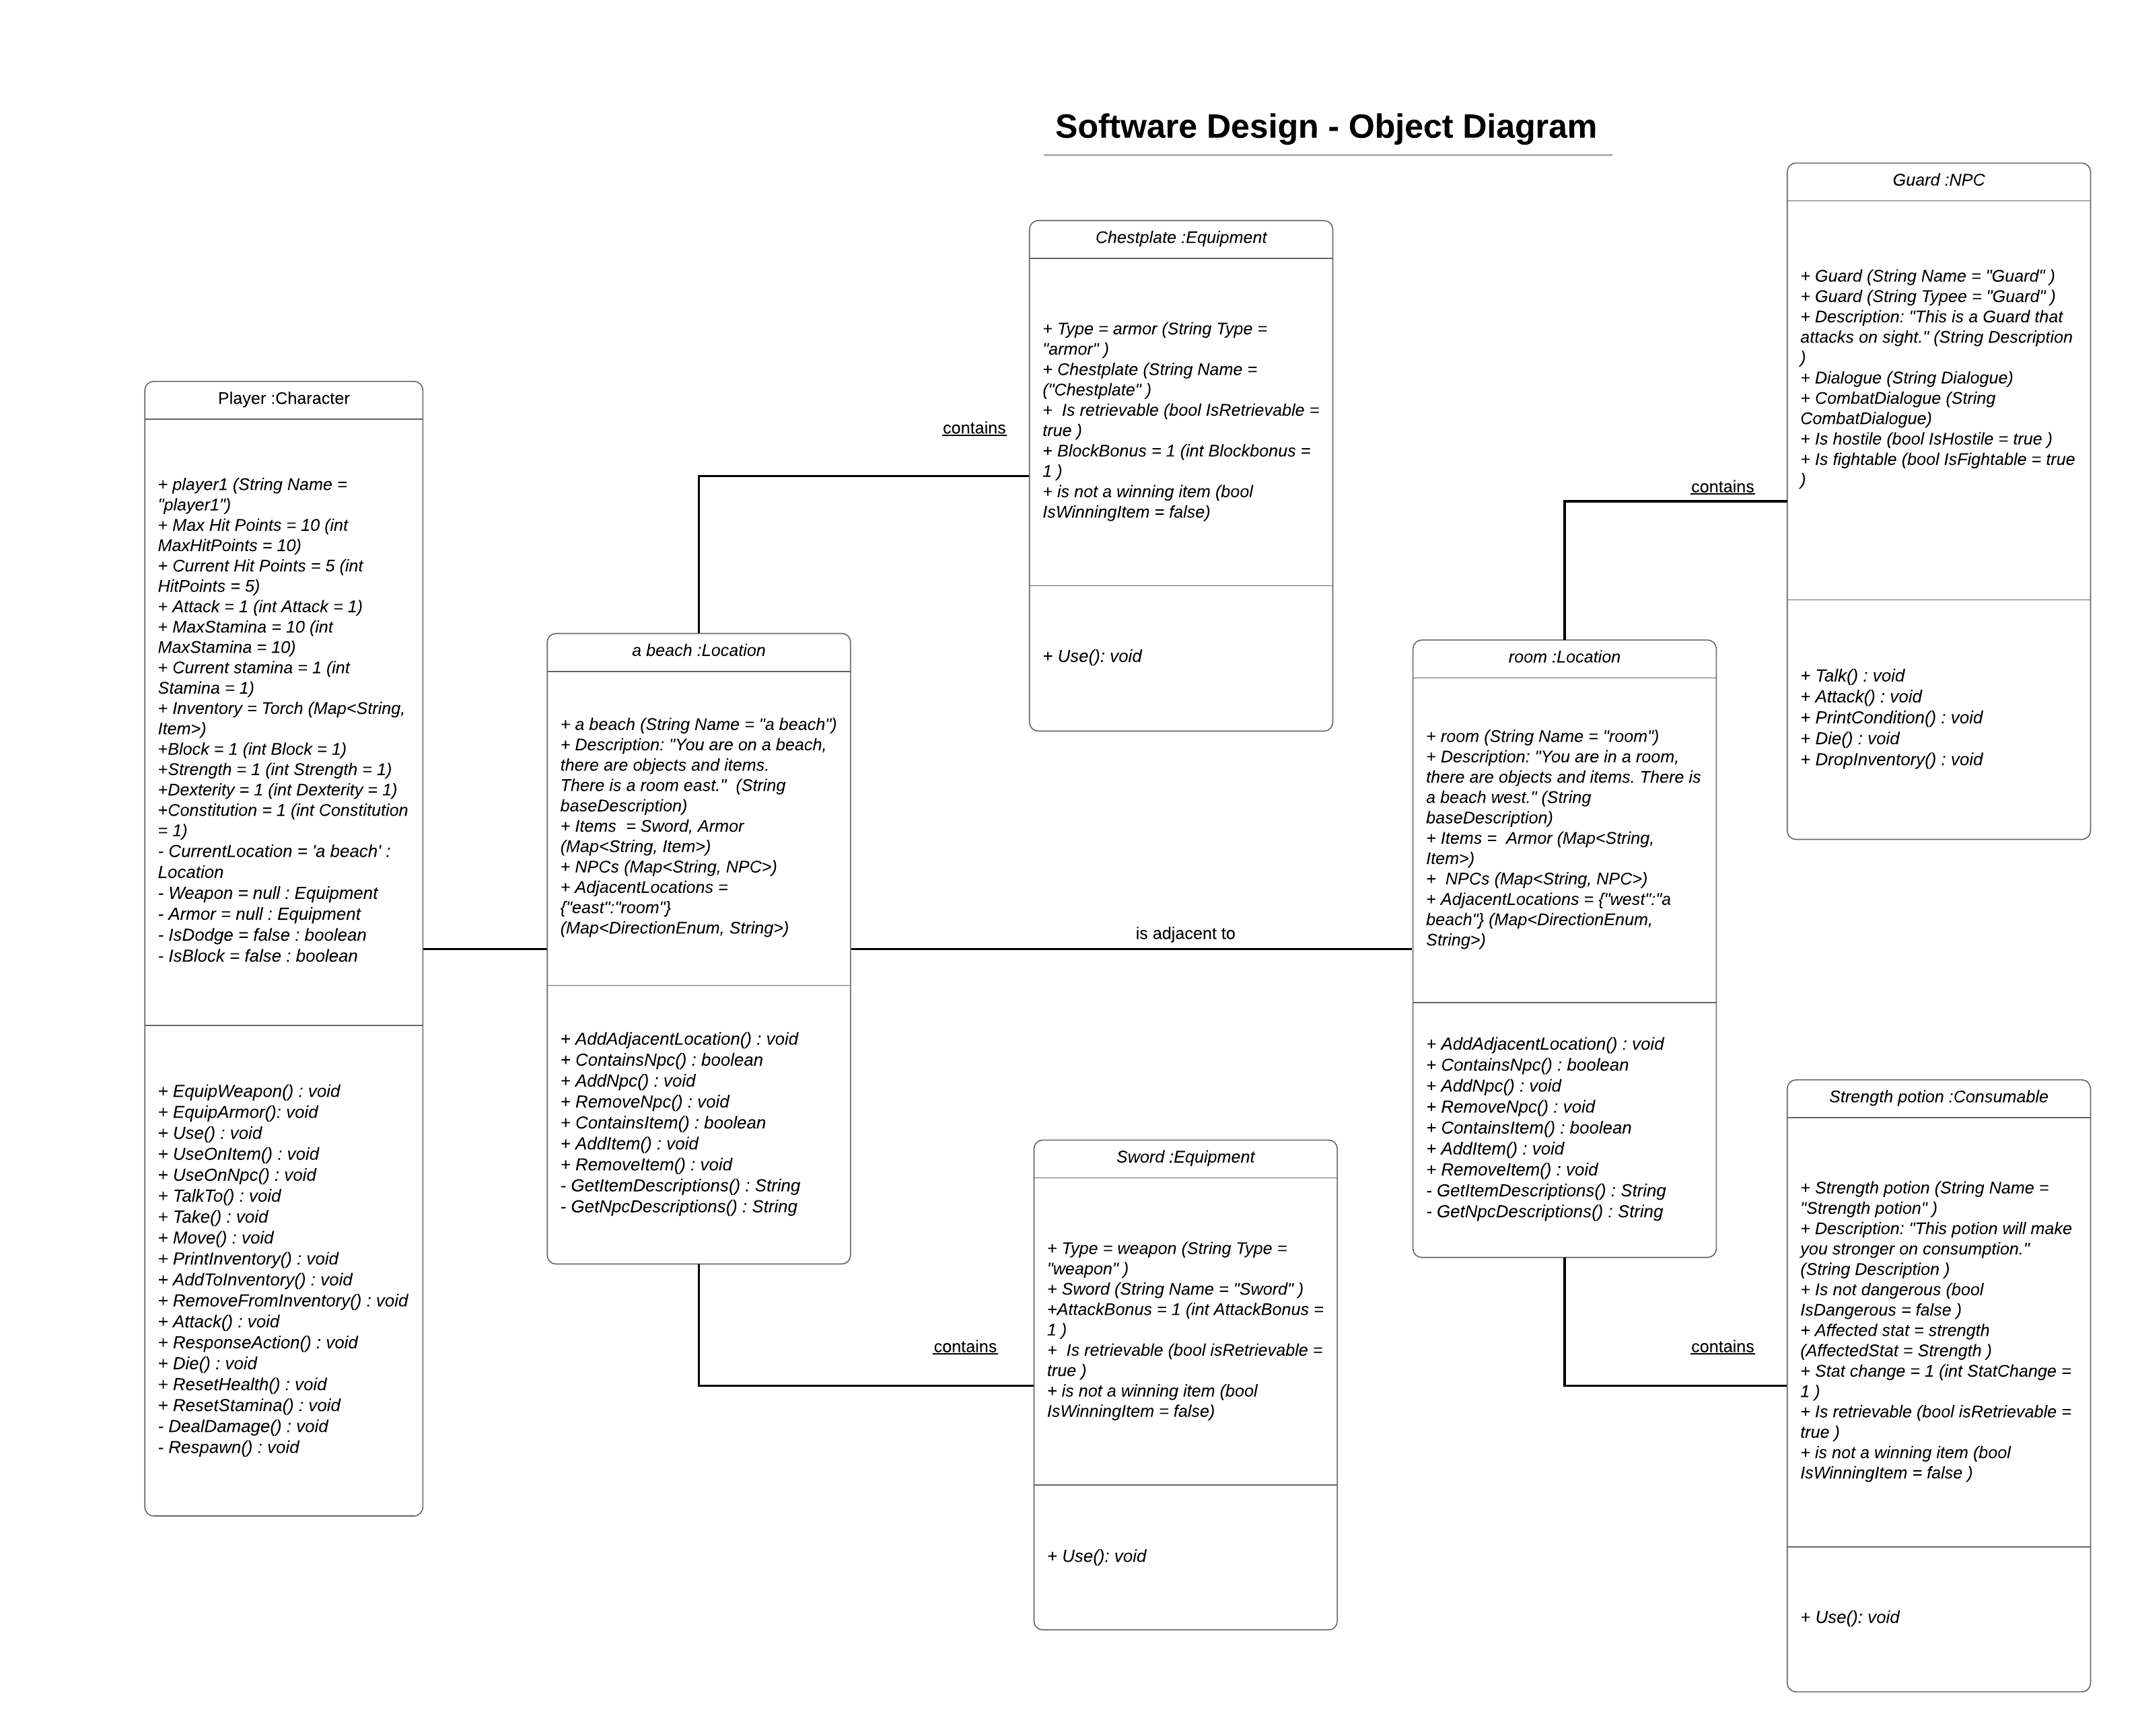 Software Design - Object Diagram
Player :Character
+ player1 (String Name =
"player1")
+ Max Hit Points = 10 (int
MaxHitPoints = 10)
+ Current Hit Points = 5 (int
HitPoints = 5)
+ Attack = 1 (int Attack = 1)
+ MaxStamina = 10 (int
MaxStamina = 10)
+ Current stamina = 1 (int
Stamina = 1)
+ Inventory = Torch (Map<String,
Item>)
+Block = 1 (int Block = 1)
+Strength = 1 (int Strength = 1)
+Dexterity = 1 (int Dexterity = 1)
+Constitution = 1 (int Constitution
= 1)
- CurrentLocation = 'a beach' :
Location
- Weapon = null : Equipment
- Armor = null : Equipment
- IsDodge = false : boolean
- IsBlock = false : boolean
+ EquipWeapon() : void
+ EquipArmor(): void
+ Use() : void
+ UseOnItem() : void
+ UseOnNpc() : void
+ TalkTo() : void
+ Take() : void
+ Move() : void
+ PrintInventory() : void
+ AddToInventory() : void
+ RemoveFromInventory() : void
+ Attack() : void
+ ResponseAction() : void
+ Die() : void
+ ResetHealth() : void
+ ResetStamina() : void
- DealDamage() : void
- Respawn() : void
a beach :Location
+ a beach (String Name = "a beach")
+ Description: "You are on a beach,
there are objects and items.
There is a room east."  (String
baseDescription)
+ Items  = Sword, Armor
(Map<String, Item>)
+ NPCs (Map<String, NPC>)
+ AdjacentLocations =
{"east":"room"}
(Map<DirectionEnum, String>)
+ AddAdjacentLocation() : void
+ ContainsNpc() : boolean
+ AddNpc() : void
+ RemoveNpc() : void
+ ContainsItem() : boolean
+ AddItem() : void
+ RemoveItem() : void
- GetItemDescriptions() : String
- GetNpcDescriptions() : String
contains
Chestplate :Equipment
+ Type = armor (String Type =
"armor" )
+ Chestplate (String Name =
("Chestplate" )
+  Is retrievable (bool IsRetrievable =
true )
+ BlockBonus = 1 (int Blockbonus =
1 )
+ is not a winning item (bool
IsWinningItem = false)
+ Use(): void
is adjacent to
contains
Sword :Equipment
+ Type = weapon (String Type =
"weapon" )
+ Sword (String Name = "Sword" )
+AttackBonus = 1 (int AttackBonus =
1 )
+  Is retrievable (bool isRetrievable =
true )
+ is not a winning item (bool
IsWinningItem = false)
+ Use(): void
room :Location
+ room (String Name = "room")
+ Description: "You are in a room,
there are objects and items. There is
a beach west." (String
baseDescription)
+ Items =  Armor (Map<String,
Item>)
+  NPCs (Map<String, NPC>)
+ AdjacentLocations = {"west":"a
beach"} (Map<DirectionEnum,
String>)
+ AddAdjacentLocation() : void
+ ContainsNpc() : boolean
+ AddNpc() : void
+ RemoveNpc() : void
+ ContainsItem() : boolean
+ AddItem() : void
+ RemoveItem() : void
- GetItemDescriptions() : String
- GetNpcDescriptions() : String
contains
Guard :NPC
+ Guard (String Name = "Guard" )
+ Guard (String Typee = "Guard" )
+ Description: "This is a Guard that
attacks on sight." (String Description
)
+ Dialogue (String Dialogue)
+ CombatDialogue (String
CombatDialogue)
+ Is hostile (bool IsHostile = true )
+ Is fightable (bool IsFightable = true
)
+ Talk() : void
+ Attack() : void
+ PrintCondition() : void
+ Die() : void
+ DropInventory() : void
contains
Strength potion :Consumable
+ Strength potion (String Name =
"Strength potion" )
+ Description: "This potion will make
you stronger on consumption."
(String Description )
+ Is not dangerous (bool
IsDangerous = false )
+ Affected stat = strength
(AffectedStat = Strength )
+ Stat change = 1 (int StatChange =
1 )
+ Is retrievable (bool isRetrievable =
true )
+ is not a winning item (bool
IsWinningItem = false )
+ Use(): void